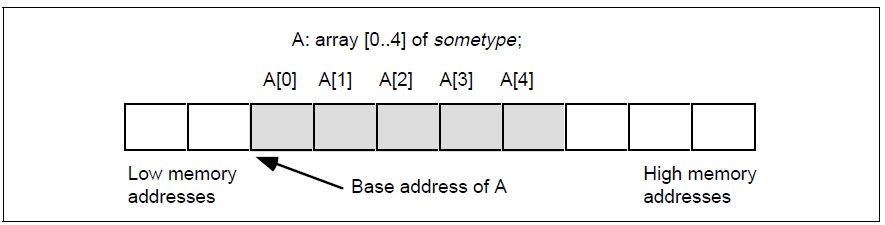 A: array [0..4] of sometype;
A[0] A[1] A[2] A[3] A[4]
Low memory
addresses
Base address of A
High memory
addresses